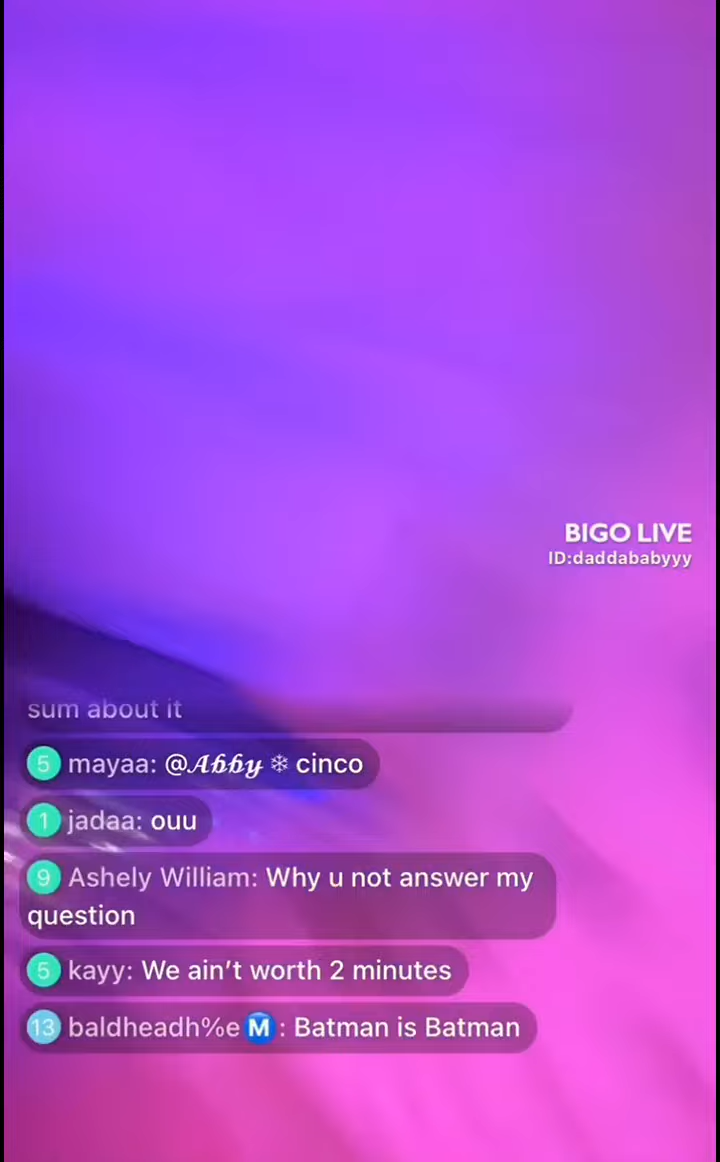 BIGO LIVE
ID:daddababyyy
sum about it
5 mayaa: @𝓐𝓫𝓫𝔂 ❄ cinco
1 jadaa: ouu
9 Ashely William: Why u not answer my
question
5 kayy: We ain’t worth 2 minutes
13 baldheadh%eⓂ️: Batman is Batman